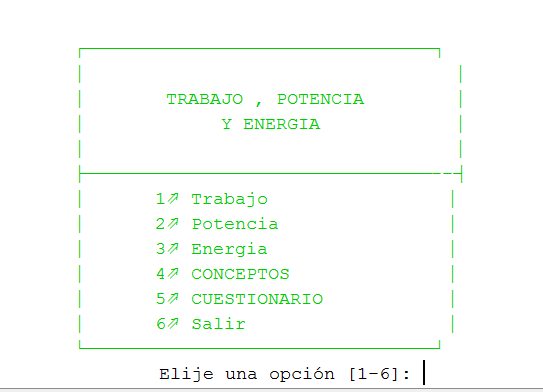 TRABAJO , POTENCIA
Y ENERGIA
1⇗ Trabajo
2⇗ Potencia
3⇗ Energia
4⇗ CONCEPTOS
5⇗ CUESTIONARIO
6⇗ Salir
Elije una opción [1-6]: